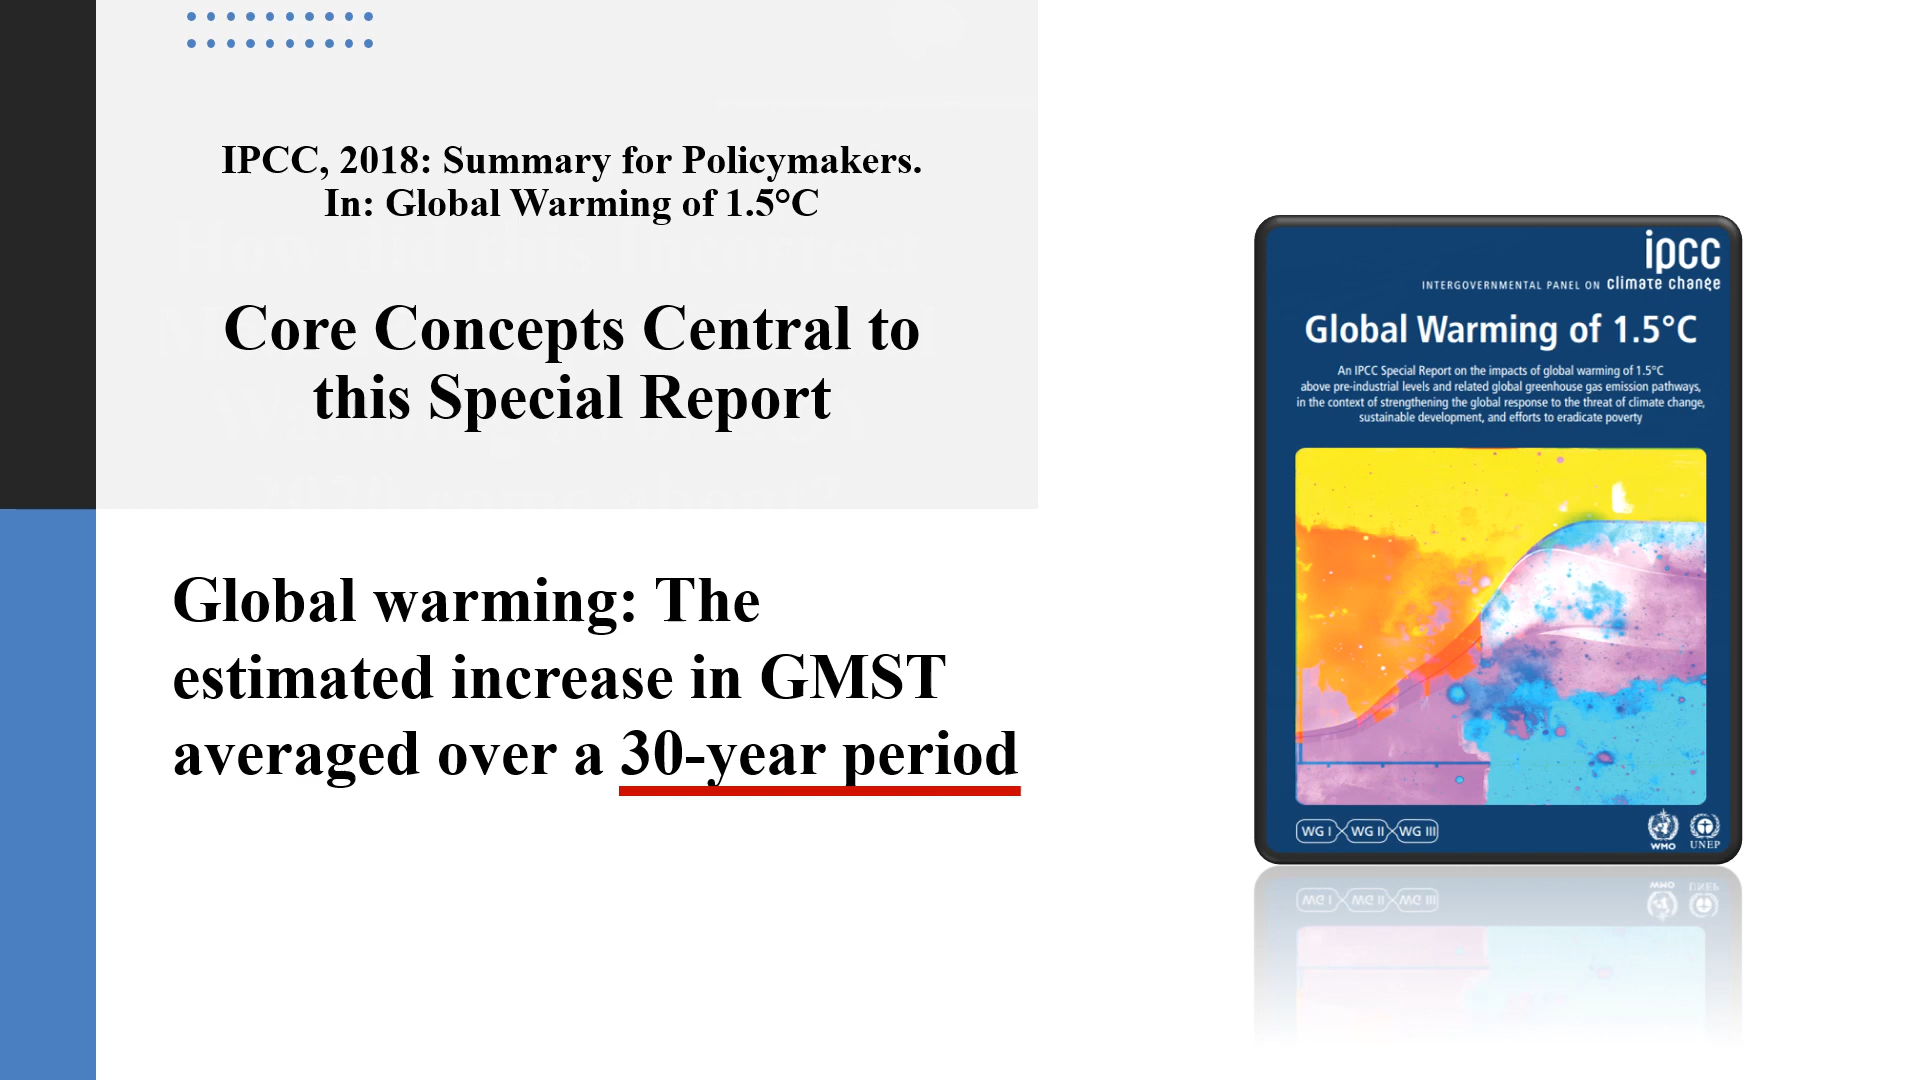 IPCC, 2018: Summary for Policymakers.
In: Global Warming of 1.5°C
Core Concepts Central to
this Special Report
Global warming: The
estimated increase in GMST
averaged over a 30-year period
ipcc
INTERGOVERNMENTAL PANEL ON climate change
Global Warming of 1.5°C
An IPCC Special Report on the impacts of global warming of 1.5°C
above pre-industrial levels and related global greenhouse gas emission pathways,
in the context of strengthening the global response to the threat of climate change,
sustainable development, and efforts to eradicate poverty
WG I WG II WG III
WMO UNEP